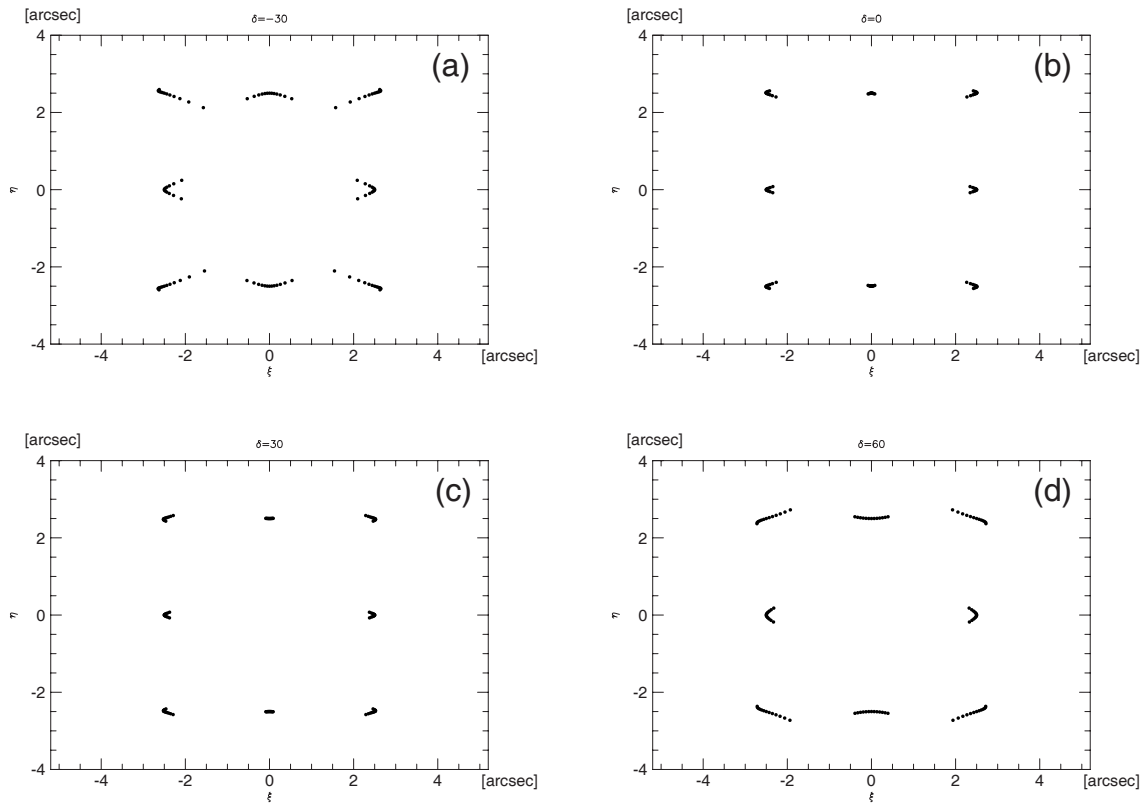 [arcsec] δ=−30 [arcsec] δ=0
4 (a) 4 (b)
2 2
η 0 η 0
-2 -2
-4 -4
-4 -2 0 2 4 [arcsec] -4 -2 0 2 4 [arcsec]
ξ ξ
[arcsec] δ=30 [arcsec] δ=60
4 (c) 4 (d)
2 2
η 0 η 0
-2 -2
-4 -4
-4 -2 0 2 4 [arcsec] -4 -2 0 2 4 [arcsec]
ξ ξ